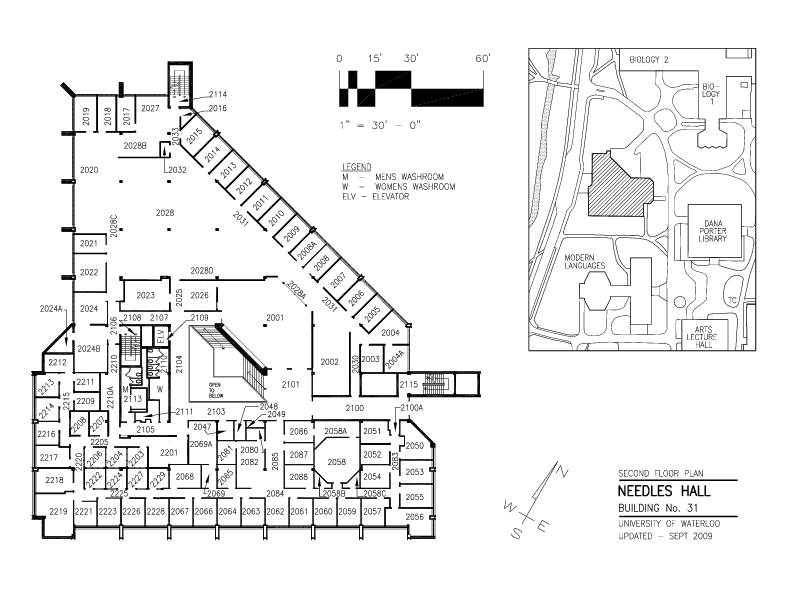 0 15' 30' 60'
1" = 30' - 0"
LEGEND
M - MENS WASHROOM
W - WOMENS WASHROOM
ELV - ELEVATOR
BIOLOGY 2
BIO-
LOGY
1
DANA
PORTER
LIBRARY
MODERN
LANGUAGES
TC
ARTS
LECTURE
HALL
2114
2016
2019
2018
2017
2027
2033
2015
2028B
2032
2014
2013
2020
2012
2011
2028C
2028
2031
2010
2009
2021
2008A
2022
2028D
2008
2007
2023
2025
2026
2028A
2031
2006
2005
2024A
2024
2108
2107
2109
2001
2004
2106
ELV
2024B
2210
2110
2104
2002
2030
2003
2004A
2212
2213
2211
2215
2210A
M
W
2113
OPEN
TO
BELOW
2101
2115
2209
2214
2111
2103
2048
2049
2100
2100A
2208
2207
2105
2047
2216
2205
2069A
2086
2058A
2051
2050
2217
2220
2206
2204
2203
2201
2081
2080
2082
2085
2087
2058
2052
2083
2053
2218
2222
2224
2227
2229
2068
2065
2069
2088
2054
2058B
2058C
2055
2225
2084
2219
2221
2223
2226
2228
2067
2066
2064
2063
2062
2061
2060
2059
2057
2056
N
W
E
S
SECOND FLOOR PLAN
NEEDLES HALL
BUILDING No. 31
UNIVERSITY OF WATERLOO
UPDATED - SEPT 2009